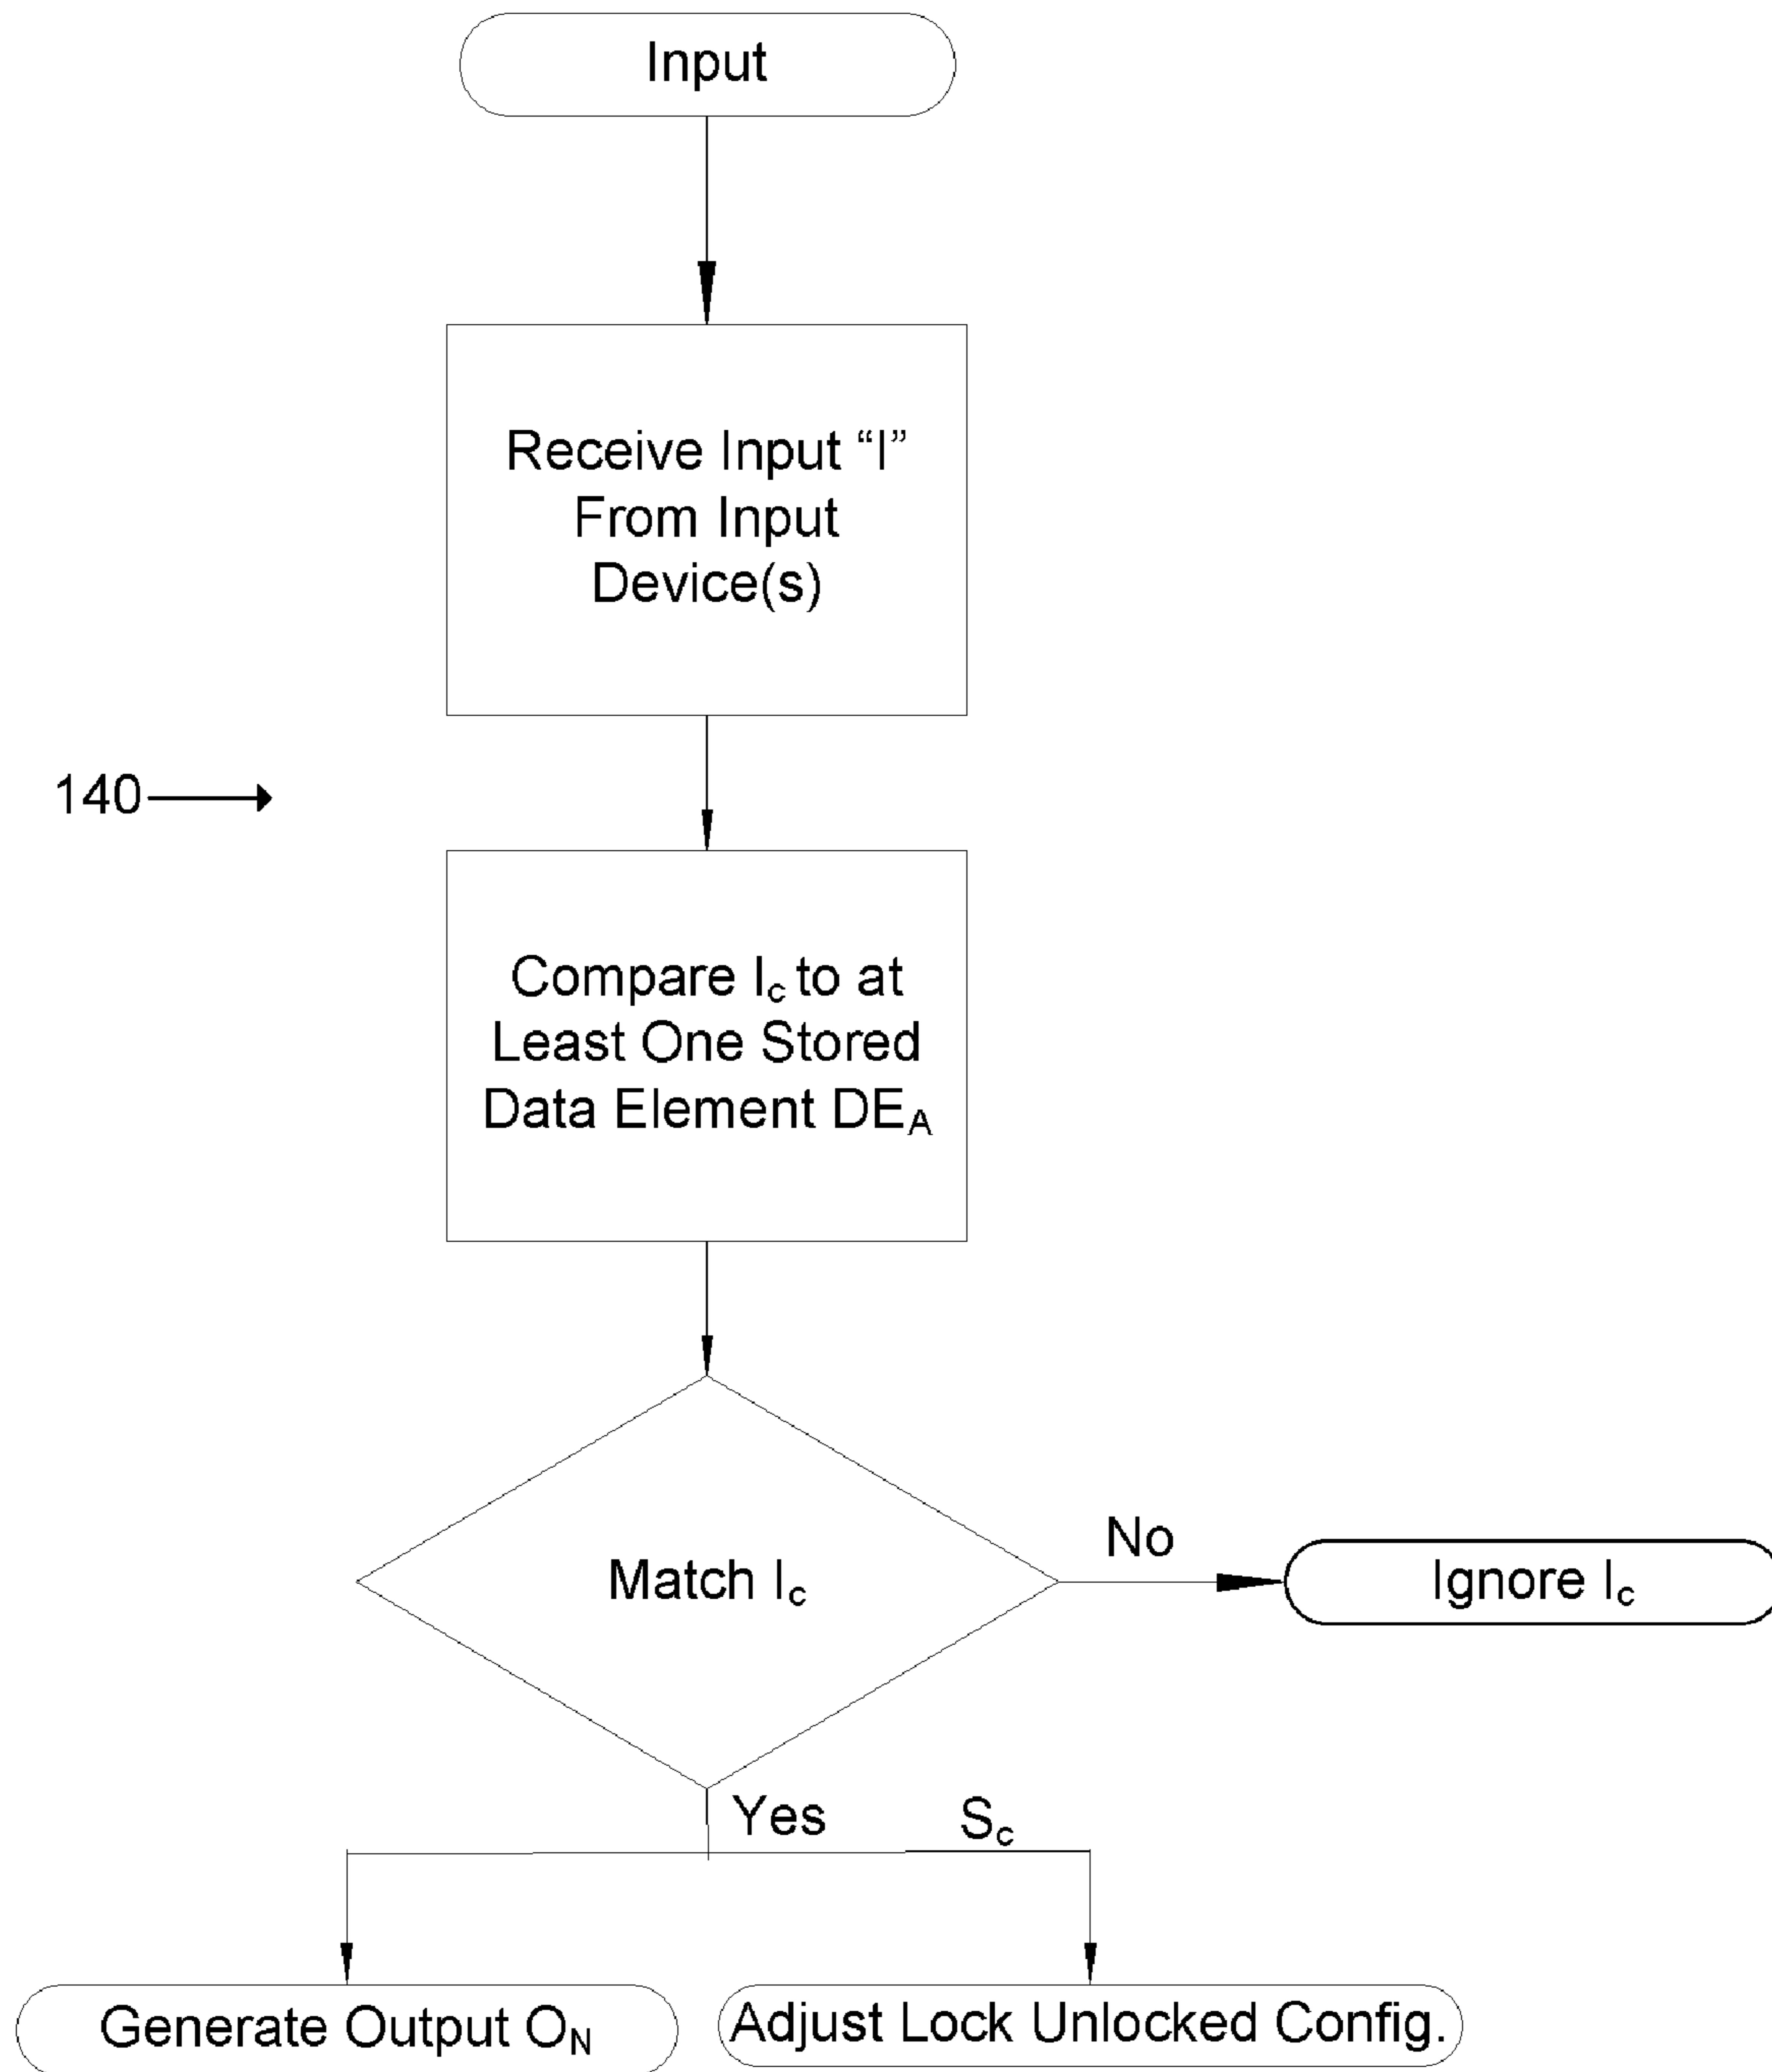 Input
Receive Input “I”
From Input
Device(s)
140
Compare Ic to at
Least One Stored
Data Element DEA
Match Ic
No
Ignore Ic
Yes
Sc
Generate Output ON
Adjust Lock Unlocked Config.